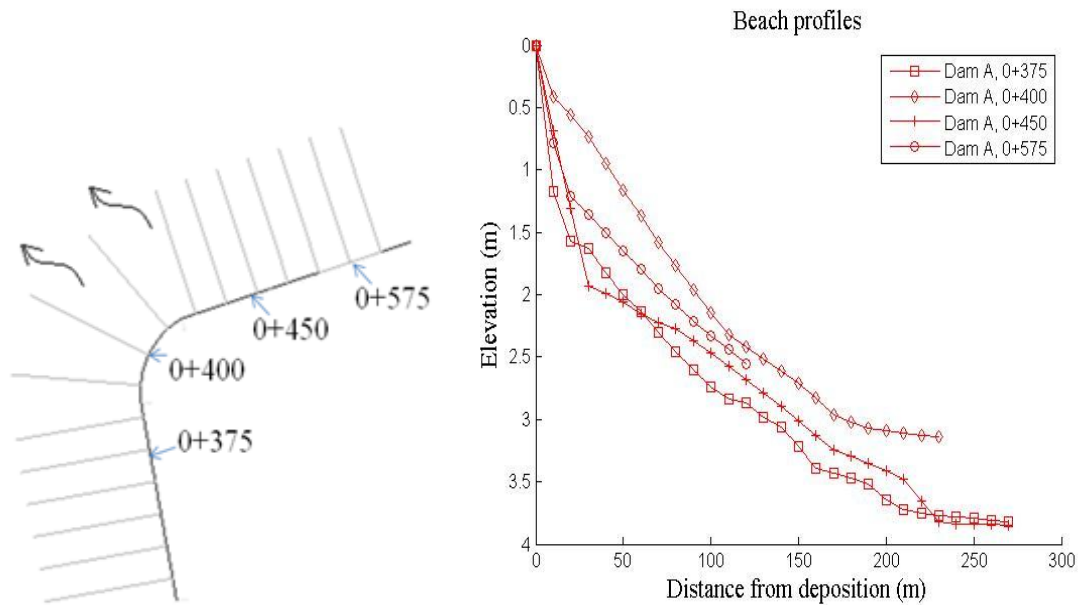 0+575
0+450
0+400
0+375
Beach profiles
Dam A, 0+375
Dam A, 0+400
Dam A, 0+450
Dam A, 0+575
Elevation (m)
0
0.5
1
1.5
2
2.5
3
3.5
4
0
50
100
150
200
250
300
Distance from deposition (m)